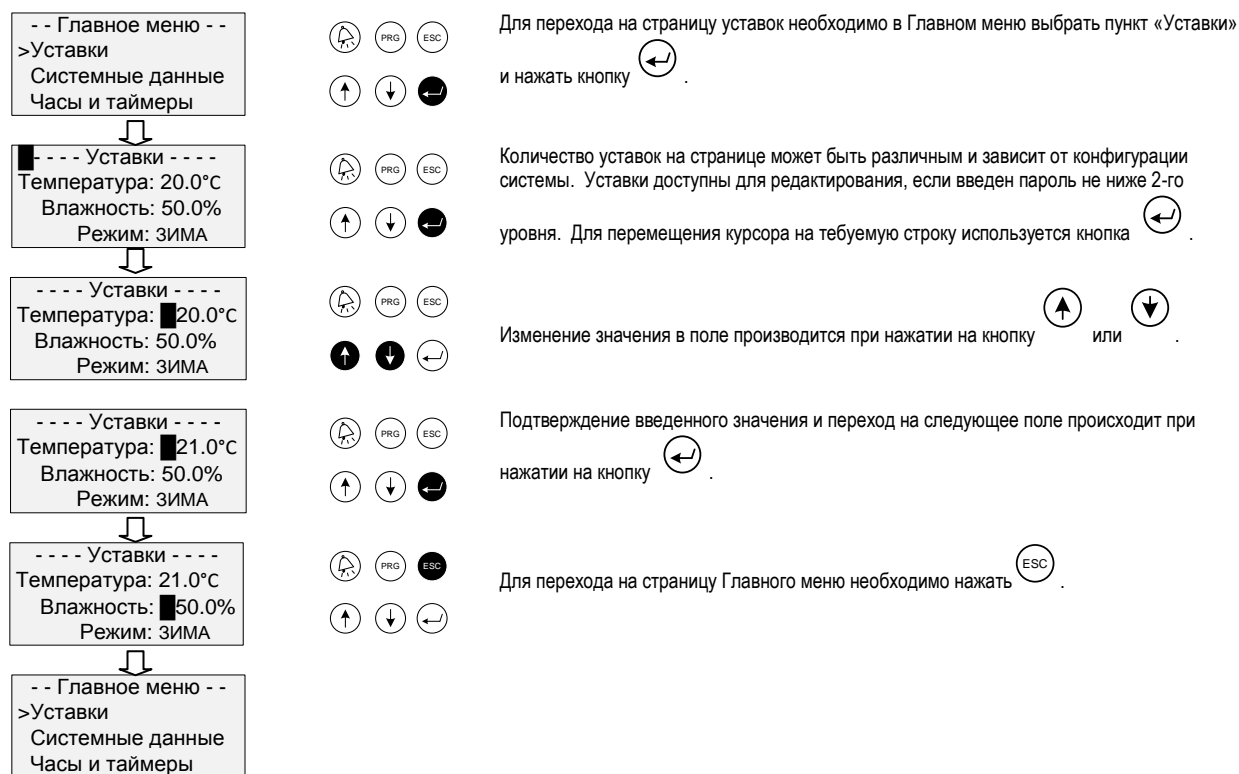 - - Главное меню - -
>Уставки
Системные данные
Часы и таймеры
PRG ESC
Для перехода на страницу уставок необходимо в Главном меню выбрать пункт «Уставки»
и нажать кнопку .
- - - - Уставки - - - -
Температура: 20.0°C
Влажность: 50.0%
Режим: ЗИМА
PRG ESC
Количество уставок на странице может быть различным и зависит от конфигурации
системы. Уставки доступны для редактирования, если введен пароль не ниже 2-го
уровня. Для перемещения курсора на тебуемую строку используется кнопка .
- - - - Уставки - - - -
Температура: 20.0°C
Влажность: 50.0%
Режим: ЗИМА
PRG ESC
Изменение значения в поле производится при нажатии на кнопку или .
- - - - Уставки - - - -
Температура: 21.0°C
Влажность: 50.0%
Режим: ЗИМА
PRG ESC
Подтверждение введенного значения и переход на следующее поле происходит при
нажатии на кнопку .
- - - - Уставки - - - -
Температура: 21.0°C
Влажность: 50.0%
Режим: ЗИМА
PRG ESC
Для перехода на страницу Главного меню необходимо нажать ESC .
- - Главное меню - -
>Уставки
Системные данные
Часы и таймеры